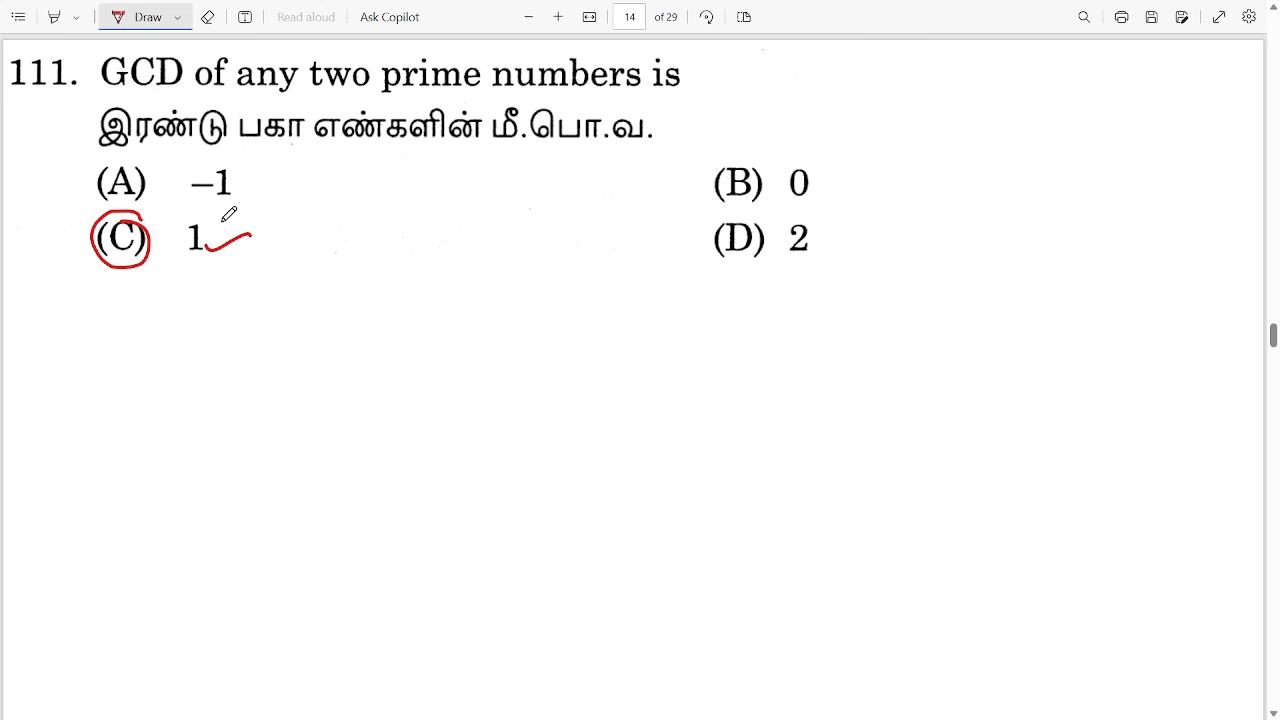 Draw Read aloud Ask Copilot 14 of 29
111. GCD of any two prime numbers is
இரண்டு பகா எண்களின் மீ.பொ.வ.
(A) –1 (B) 0
(C) 1 (D) 2